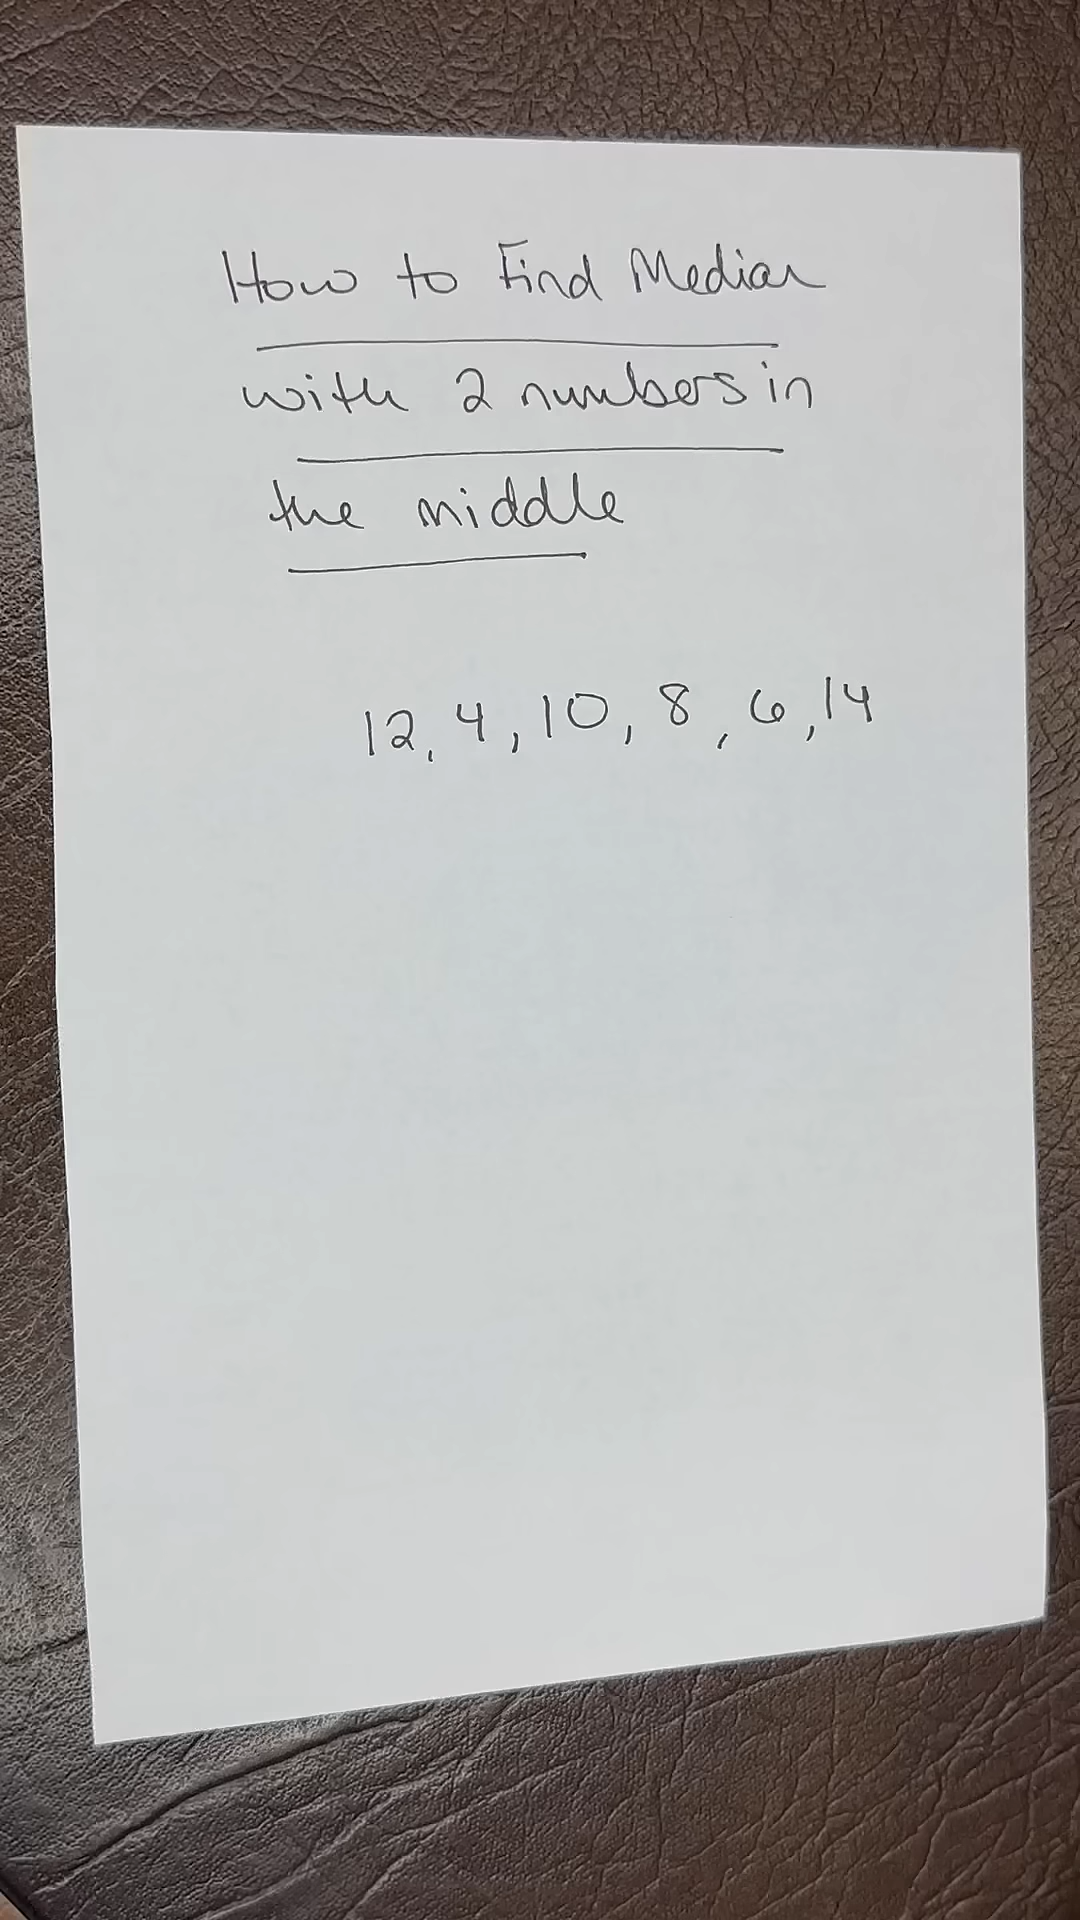 How to Find Median
with 2 numbers in
the middle
12, 4, 10, 8, 6, 14